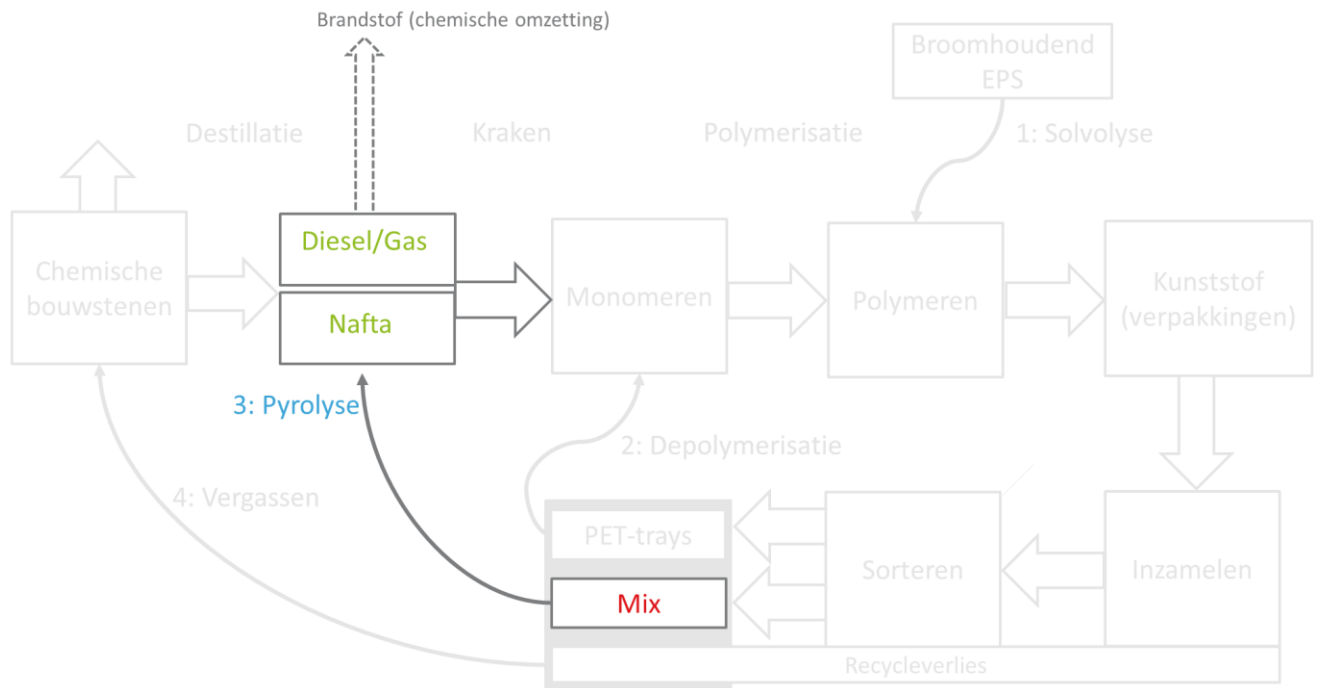 Brandstof (chemische omzetting)
Broomhoudend
EPS
Destillatie
Kraken
Polymerisatie
1: Solvolyse
Chemische
bouwstenen
Diesel/Gas
Nafta
Monomeren
Polymeren
Kunststof
(verpakkingen)
3: Pyrolyse
2: Depolymerisatie
4: Vergassen
PET-trays
Mix
Sorteren
Inzamelen
Recycleverlies